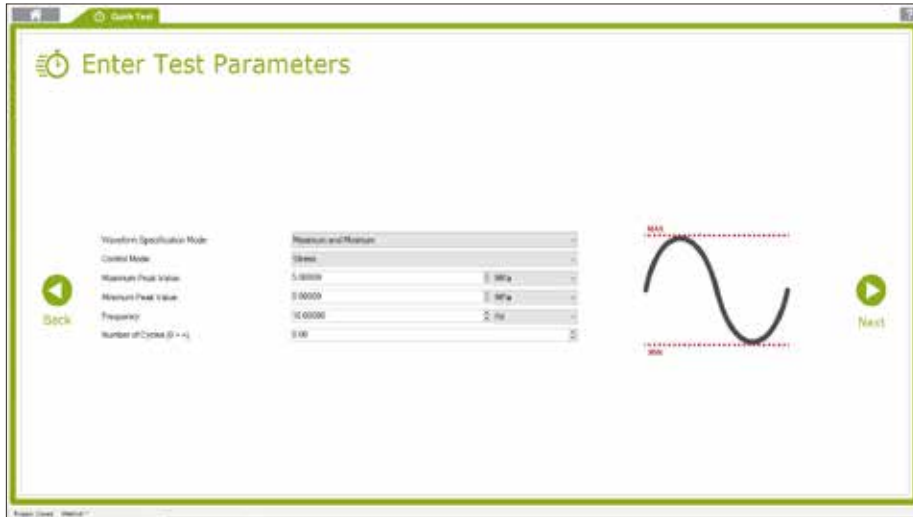 Quick Test
?
Enter Test Parameters
Waveform Specification Mode Maximum and Minimum
Control Mode Stress
Maximum Peak Value 5.00000 MPa
Minimum Peak Value 0.00000 MPa
Frequency 10.00000 Hz
Number of Cycles (0 = ∞) 0.00
MAX
MIN
Back
Next